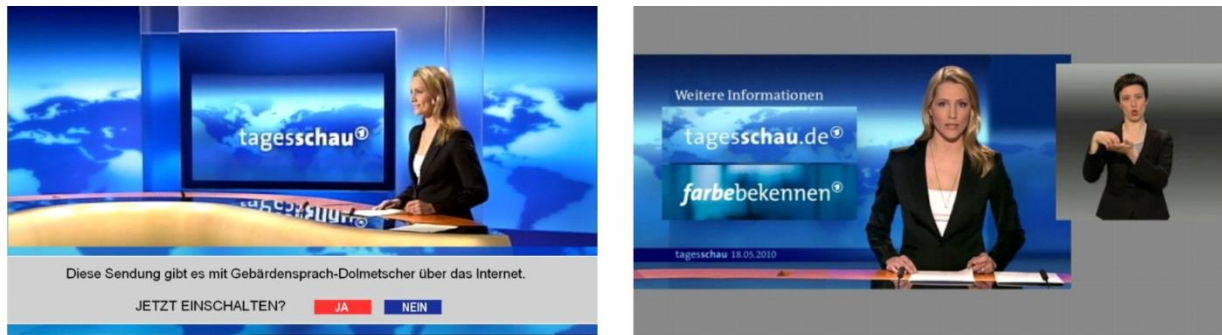 tagesschau
Diese Sendung gibt es mit Gebärdensprach-Dolmetscher über das Internet.
JETZT EINSCHALTEN? JA NEIN
Weitere Informationen
tagesschau.de
farbebekennen
tagesschau 18.05.2010